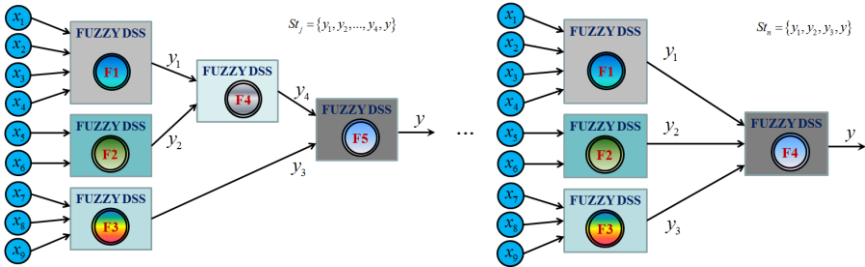 x₁
x₂
x₃
x₄
x₅
x₆
x₇
x₈
x₉
FUZZY DSS
F1
FUZZY DSS
F2
FUZZY DSS
F3
y₁
y₂
y₃
FUZZY DSS
F4
y₄
FUZZY DSS
F5
y
St_j = {y₁, y₂,..., y₄, y}
...
x₁
x₂
x₃
x₄
x₅
x₆
x₇
x₈
x₉
FUZZY DSS
F1
FUZZY DSS
F2
FUZZY DSS
F3
y₁
y₂
y₃
FUZZY DSS
F4
y
St_n = {y₁, y₂, y₃, y}